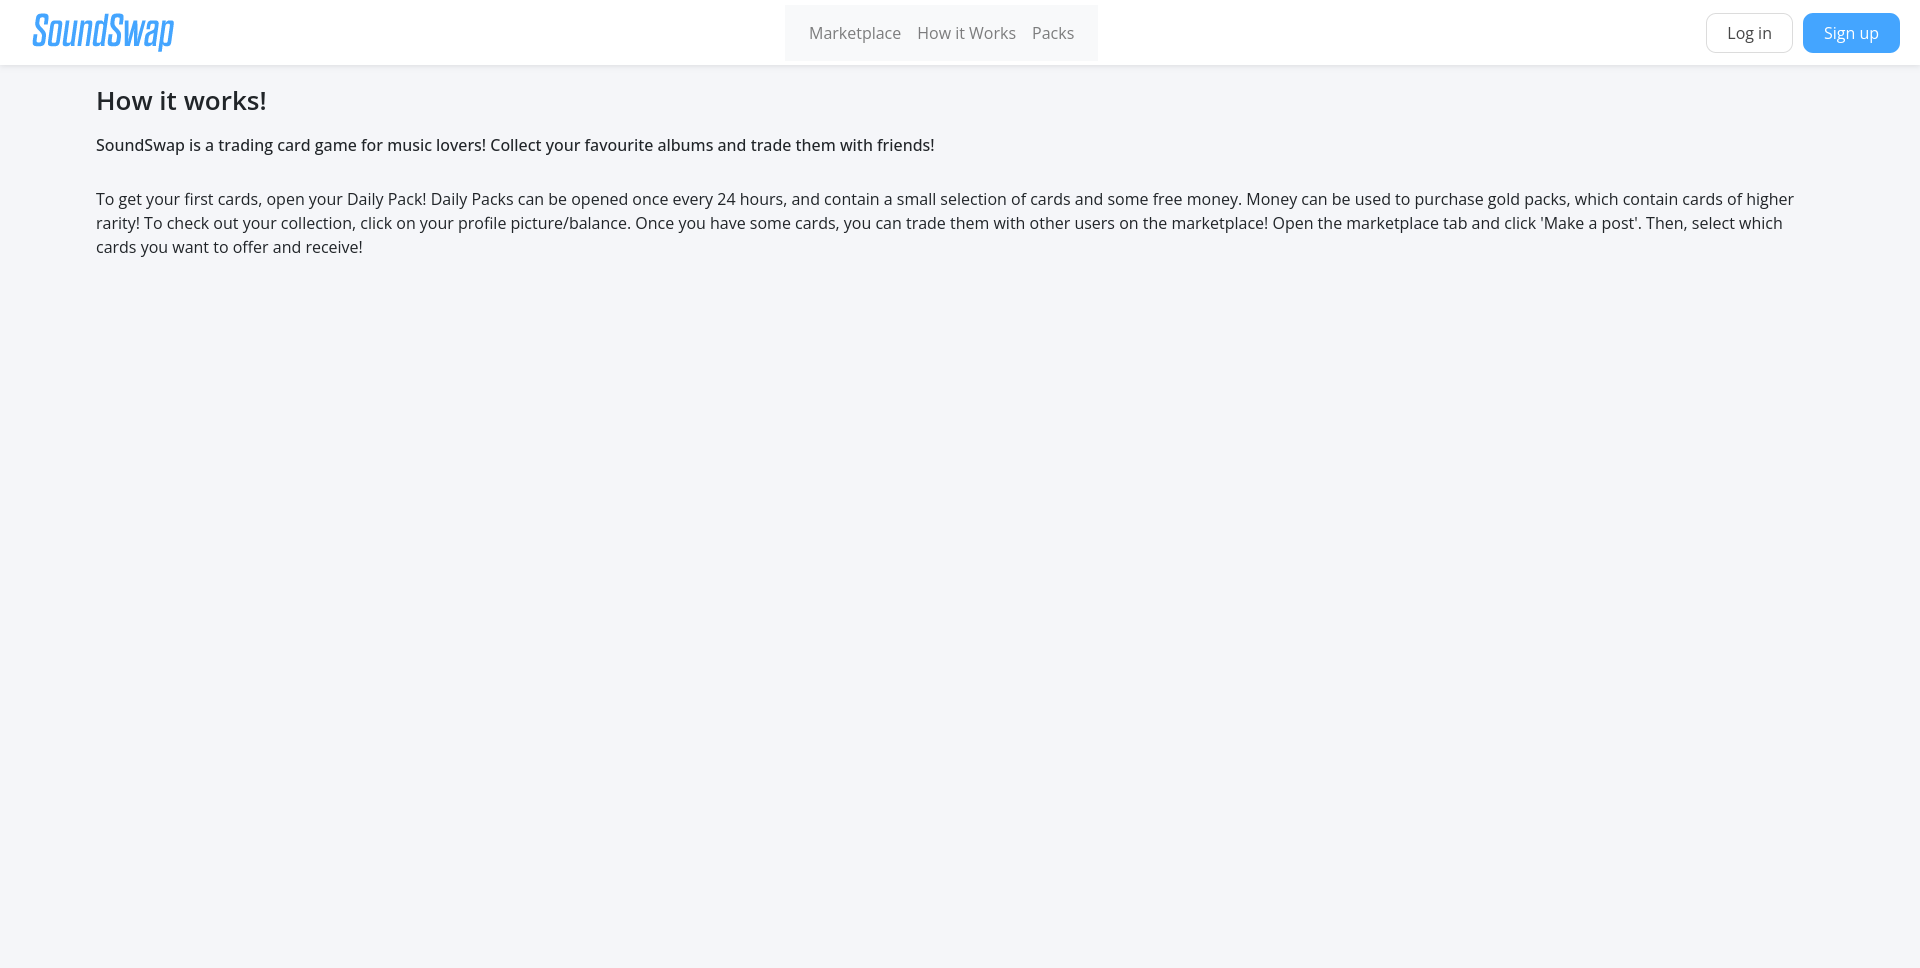 SoundSwap
Marketplace How it Works Packs
Log in Sign up
How it works!
SoundSwap is a trading card game for music lovers! Collect your favourite albums and trade them with friends!
To get your first cards, open your Daily Pack! Daily Packs can be opened once every 24 hours, and contain a small selection of cards and some free money. Money can be used to purchase gold packs, which contain cards of higher
rarity! To check out your collection, click on your profile picture/balance. Once you have some cards, you can trade them with other users on the marketplace! Open the marketplace tab and click 'Make a post'. Then, select which
cards you want to offer and receive!